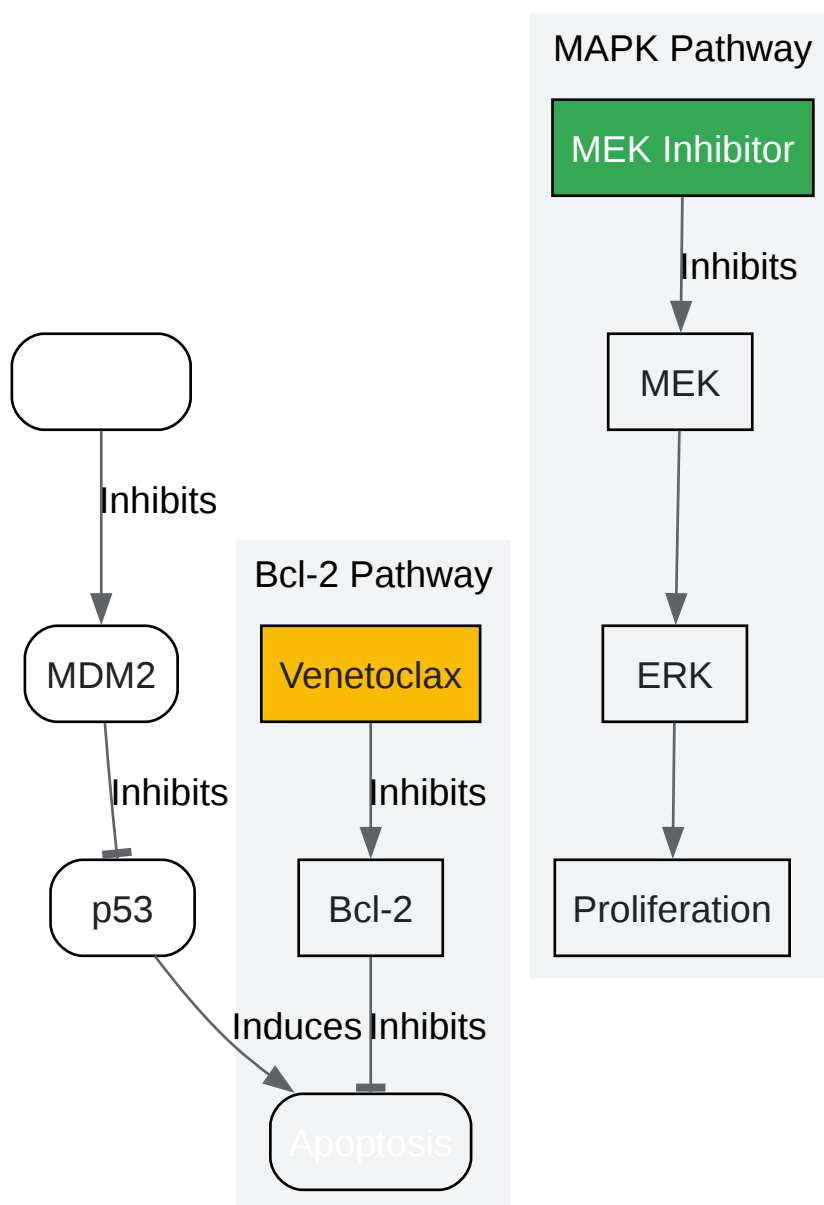 MAPK Pathway
MEK Inhibitor
Inhibits
MEK
Inhibits
Bcl-2 Pathway
MDM2
Venetoclax
ERK
Inhibits
Inhibits
p53
Bcl-2
Proliferation
Induces
Inhibits
Apoptosis